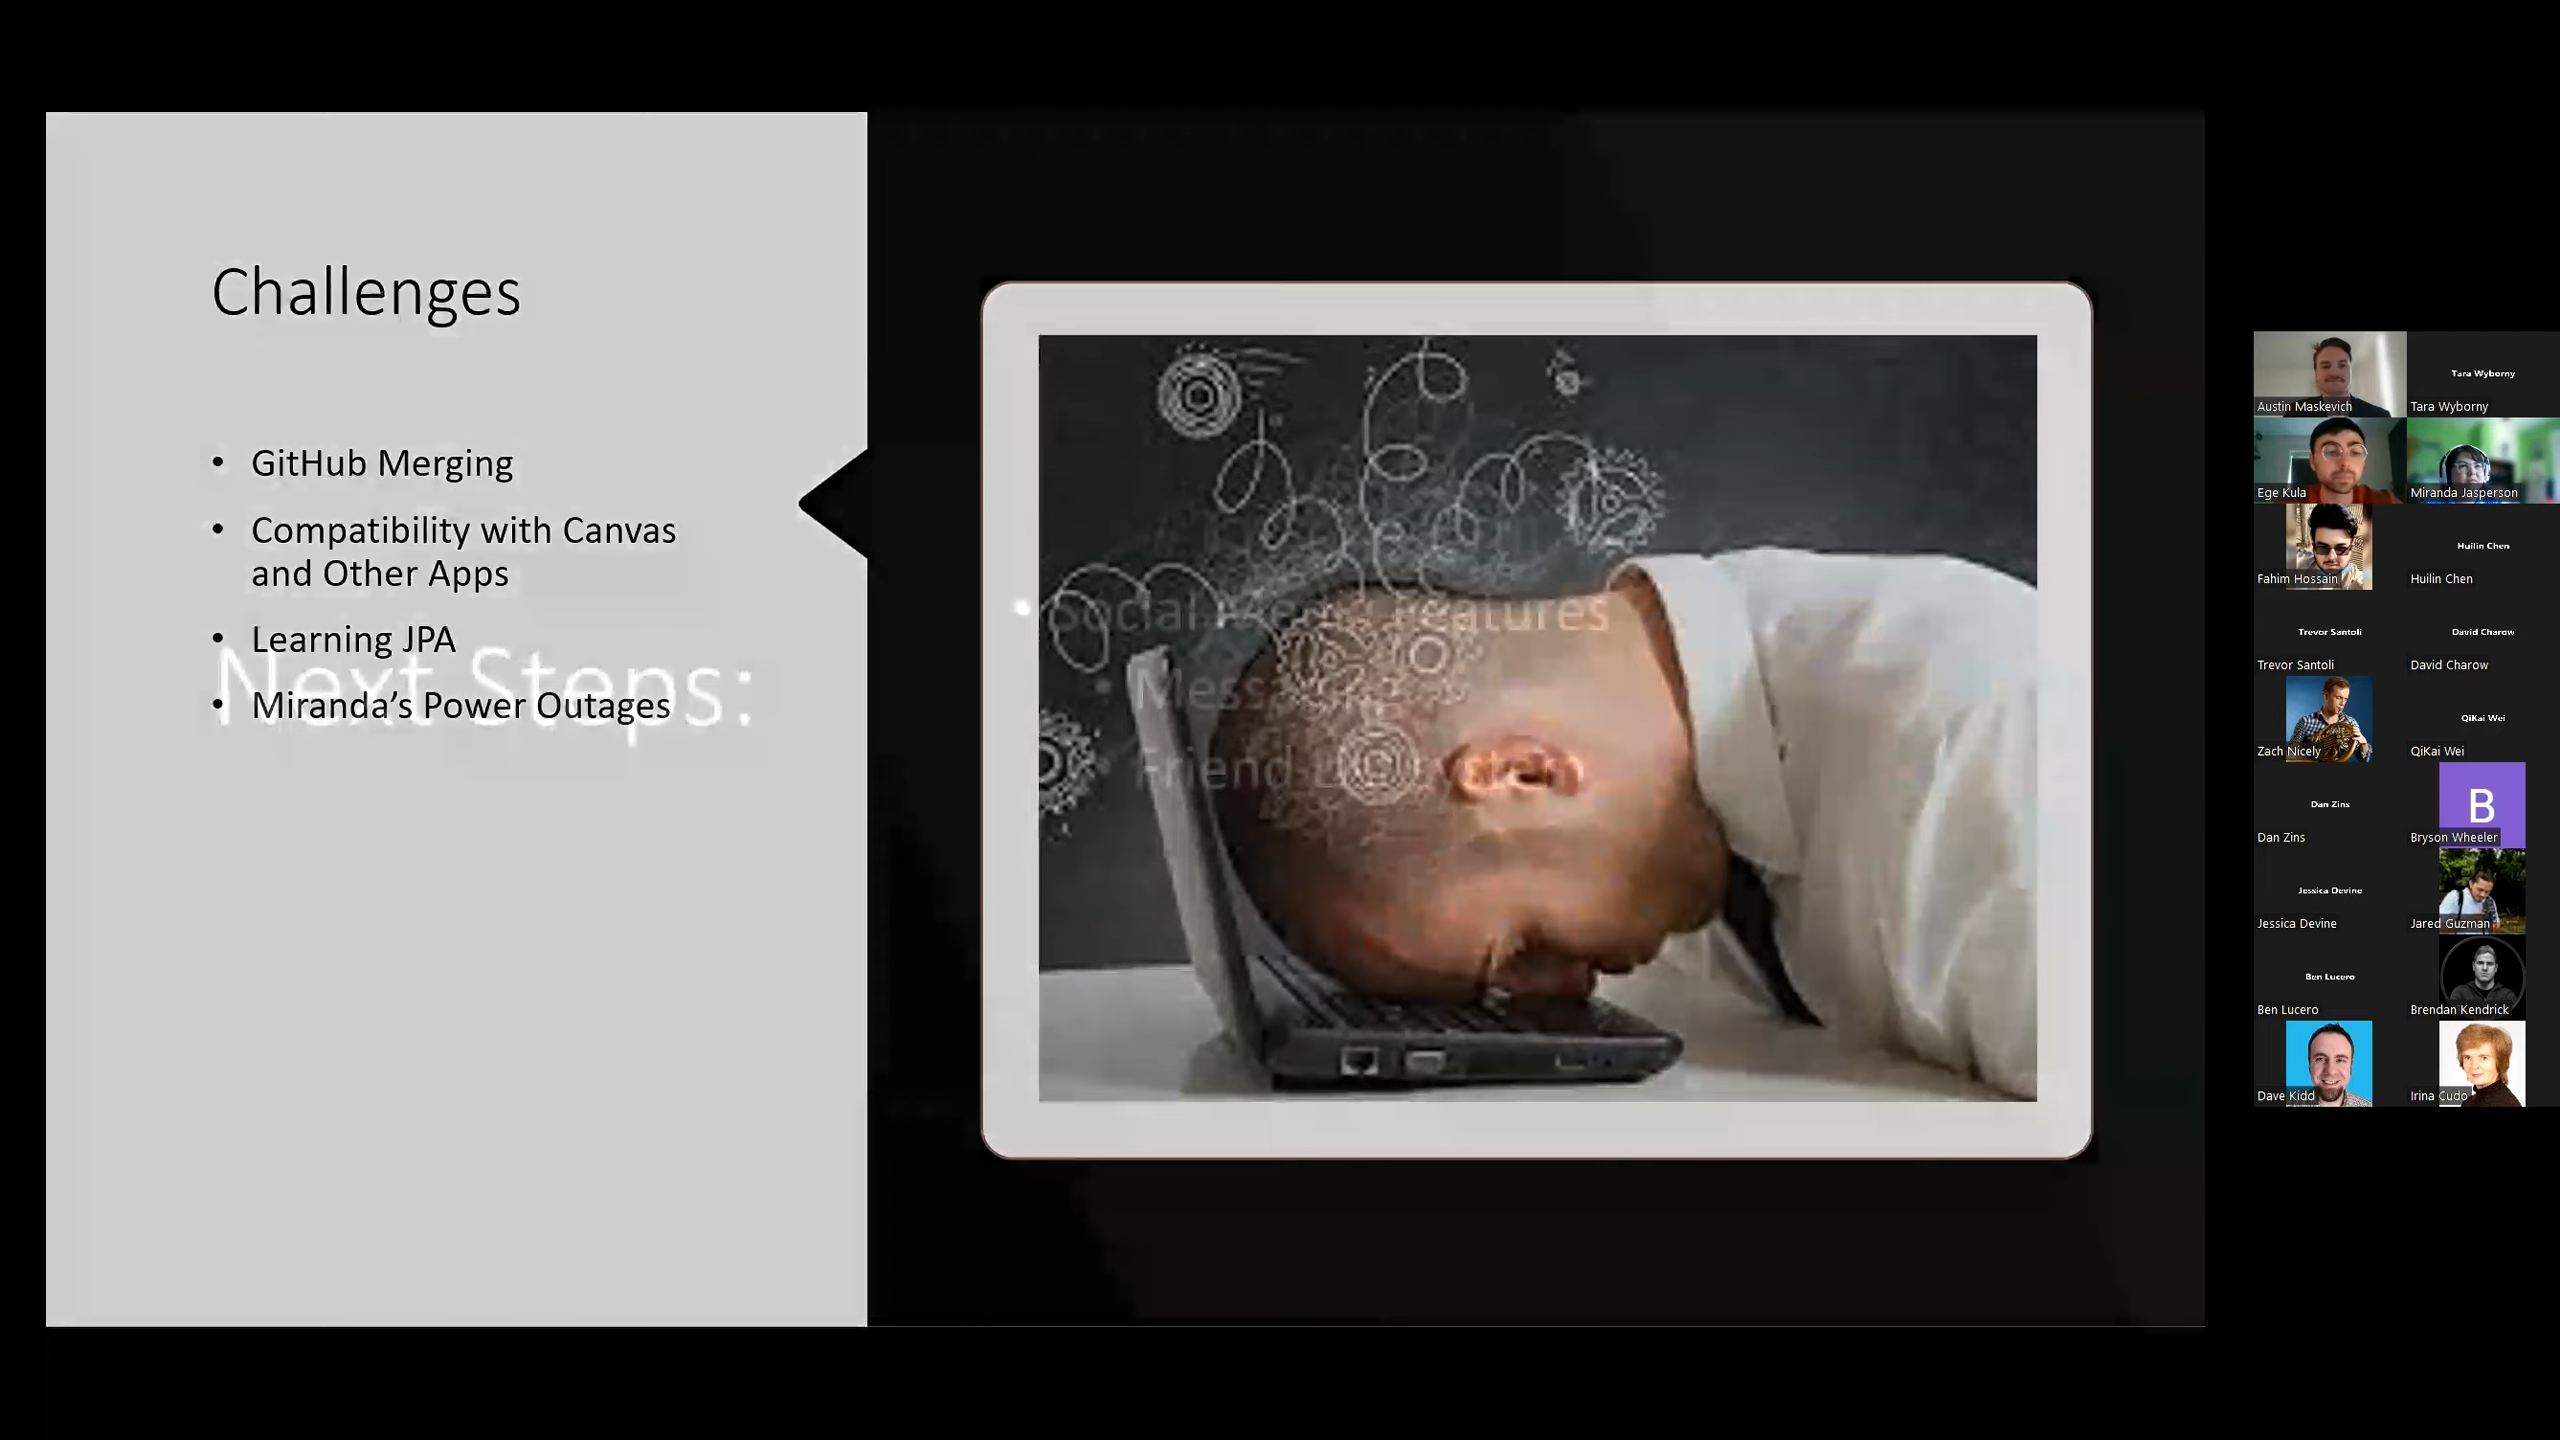 Challenges
• GitHub Merging
• Compatibility with Canvas
and Other Apps
• Learning JPA
Next Steps:
• Miranda’s Power Outages
Social Features
• 
• Friend
Austin Maskevich
Tara Wyborny
Tara Wyborny
Ege Kula
Miranda Jasperson
Fahim Hossain
Huilin Chen
Huilin Chen
Trevor Santoli
Trevor Santoli
David Charow
David Charow
Zach Nicely
QiKai Wei
QiKai Wei
Dan Zins
Dan Zins
B
Bryson Wheeler
Jessica Devine
Jessica Devine
Jared Guzman
Ben Lucero
Ben Lucero
Brendan Kendrick
Dave Kidd
Irina Cudo